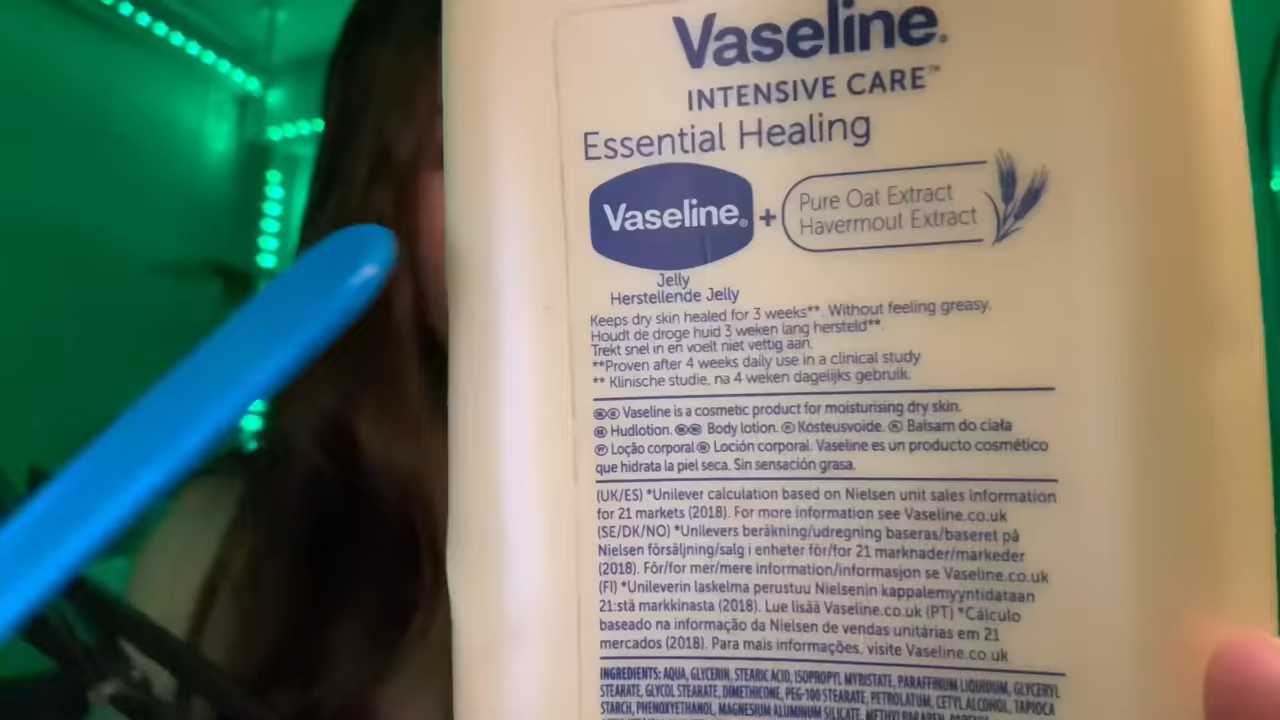 Vaseline®
INTENSIVE CARE™
Essential Healing
Vaseline® + Pure Oat Extract
Havermout Extract
Jelly
Herstellende Jelly
Keeps dry skin healed for 3 weeks**. Without feeling greasy.
Houdt de droge huid 3 weken lang hersteld**.
Trekt snel in en voelt niet vettig aan.
**Proven after 4 weeks daily use in a clinical study
** Klinische studie, na 4 weken dagelijks gebruik.
Vaseline is a cosmetic product for moisturising dry skin.
Hudlotion. Body lotion. Kosteusvoide. Balsam do ciała
Loção corporal Loción corporal. Vaseline es un producto cosmético
que hidrata la piel seca. Sin sensación grasa.
(UK/ES) *Unilever calculation based on Nielsen unit sales information
for 21 markets (2018). For more information see Vaseline.co.uk
(SE/DK/NO) *Unilevers beräkning/udregning baseras/baseret på
Nielsen försäljning/salg i enheter för/for 21 marknader/markeder
(2018). För/for mer/mere information/informasjon se Vaseline.co.uk
(FI) *Unileverin laskelma perustuu Nielsenin kappalemyyntidataan
21:stä markkinasta (2018). Lue lisää Vaseline.co.uk (PT) *Cálculo
baseado na informação da Nielsen de vendas unitárias em 21
mercados (2018). Para mais informações, visite Vaseline.co.uk
INGREDIENTS: AQUA, GLYCERIN, STEARIC ACID, ISOPROPYL MYRISTATE, PARAFFINUM LIQUIDUM, GLYCERYL
STEARATE, GLYCOL STEARATE, DIMETHICONE, PEG-100 STEARATE, PETROLATUM, CETYL ALCOHOL, TAPIOCA
STARCH, PHENOXYETHANOL, MAGNESIUM ALUMINUM SILICATE, METHYLPARABEN,